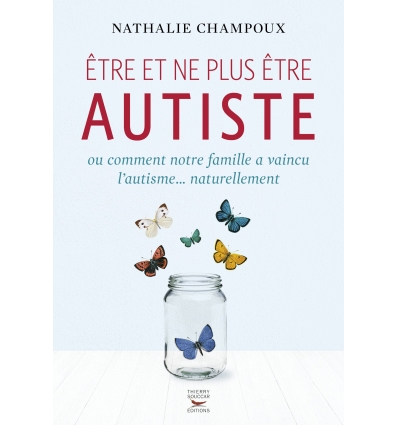 NATHALIE CHAMPOUX
ÊTRE ET NE PLUS ÊTRE
AUTISTE
ou comment notre famille a vaincu
l'autisme... naturellement
THIERRY
SOUCCAR
ÉDITIONS